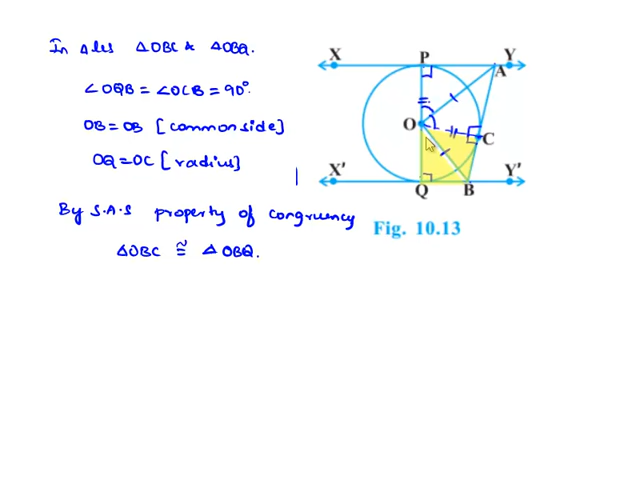 In Δles ΔOBC & ΔOBQ.
∠OQB = ∠OCB = 90°.
OB = OB [common side]
OQ = OC [radius]
By S.A.S property of congruency
ΔOBC ≅ ΔOBQ.
X P Y
A
O
C
X' Q B Y'
Fig. 10.13